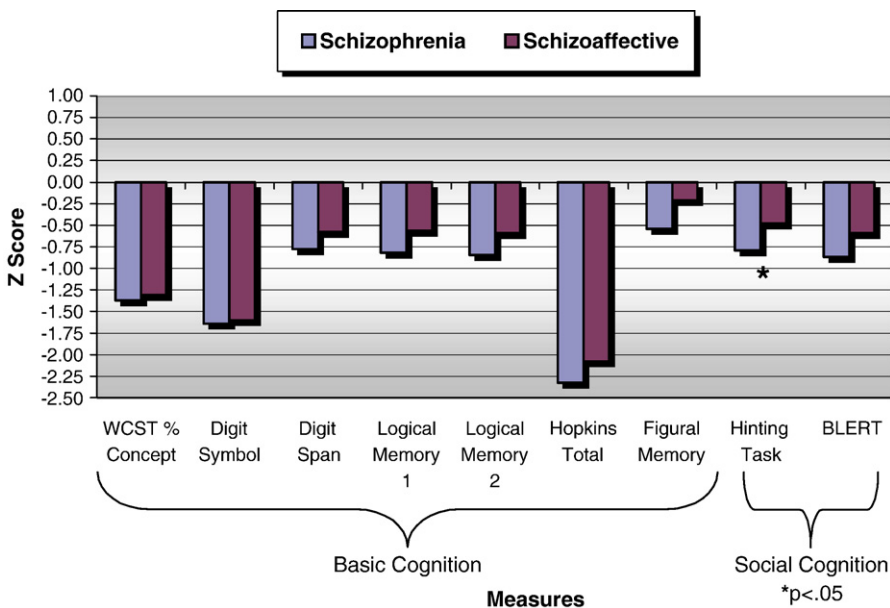 Schizophrenia Schizoaffective
1.00
0.75
0.50
0.25
0.00
-0.25
-0.50
-0.75
-1.00
-1.25
-1.50
-1.75
-2.00
-2.25
-2.50
Z Score
*
WCST % Digit Digit Logical Logical Hopkins Figural Hinting BLERT
Concept Symbol Span Memory Memory Total Memory Task
1 2
Basic Cognition Social Cognition
Measures *p<.05